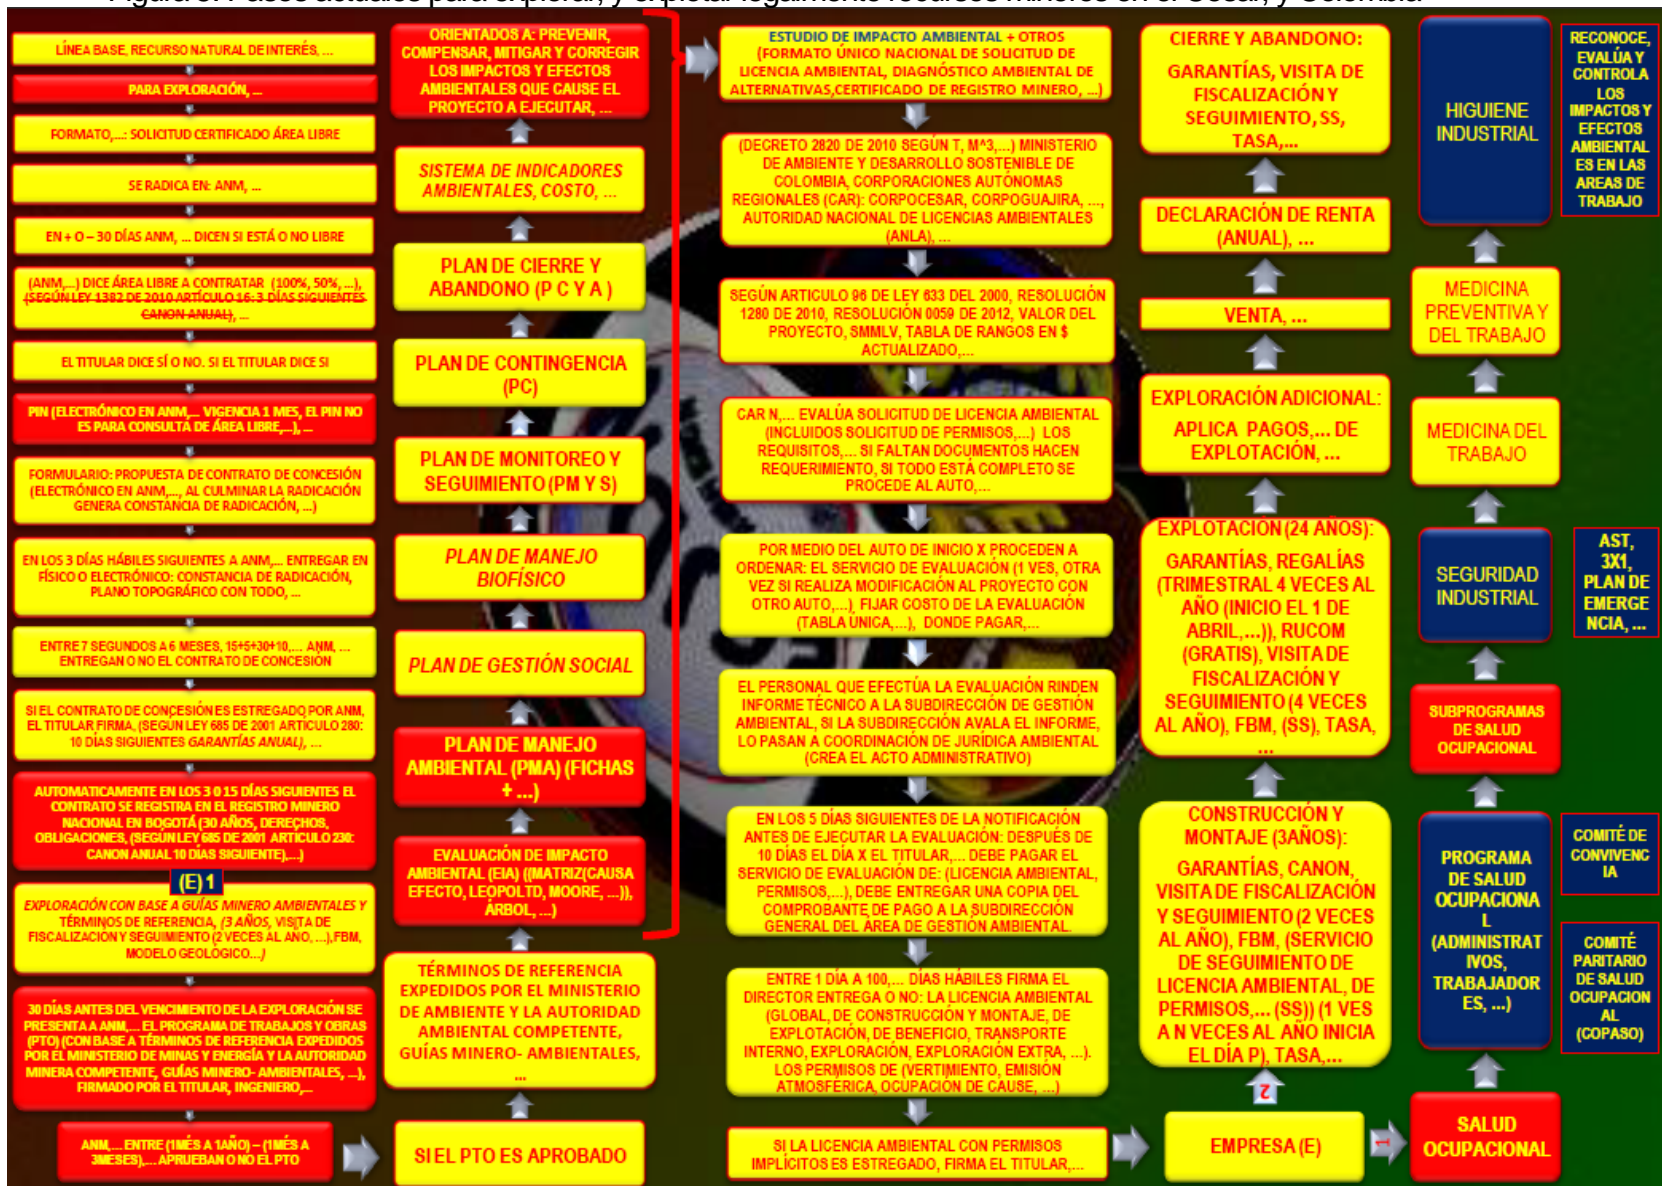 Figura 3. Pasos actuales para explorar, y explotar legalmente recursos mineros en el Cesar, y Colombia
LÍNEA BASE, RECURSO NATURAL DE INTERÉS, ...
PARA EXPLORACIÓN, ...
FORMATO,...: SOLICITUD CERTIFICADO ÁREA LIBRE
SE RADICA EN: ANM, ...
EN + O – 30 DÍAS ANM, ... DICEN SI ESTÁ O NO LIBRE
(ANM,...) DICE ÁREA LIBRE A CONTRATAR (100%, 50%, ...),
(SEGÚN LEY 1382 DE 2010 ARTÍCULO 16: 3 DÍAS SIGUIENTES
CANON ANUAL), ...
EL TITULAR DICE SÍ O NO. SI EL TITULAR DICE SI
PIN (ELECTRÓNICO EN ANM,... VIGENCIA 1 MES, EL PIN NO
ES PARA CONSULTA DE ÁREA LIBRE,...), ...
FORMULARIO: PROPUESTA DE CONTRATO DE CONCESIÓN
(ELECTRÓNICO EN ANM,..., AL CULMINAR LA RADICACIÓN
GENERA CONSTANCIA DE RADICACIÓN, ...)
EN LOS 3 DÍAS HÁBILES SIGUIENTES A ANM,... ENTREGAR EN
FÍSICO O ELECTRÓNICO: CONSTANCIA DE RADICACIÓN,
PLANO TOPOGRÁFICO CON TODO, ...
ENTRE 7 SEGUNDOS A 6 MESES, 15+5+30+10,... ANM, ...
ENTREGAN O NO EL CONTRATO DE CONCESIÓN
SI EL CONTRATO DE CONCESIÓN ES ESTREGADO POR ANM,
EL TITULAR FIRMA, (SEGÚN LEY 685 DE 2001 ARTÍCULO 280:
10 DÍAS SIGUIENTES GARANTÍAS ANUAL), ...
AUTOMATICAMENTE EN LOS 3 O 15 DÍAS SIGUIENTES EL
CONTRATO SE REGISTRA EN EL REGISTRO MINERO
NACIONAL EN BOGOTÁ (30 AÑOS, DERECHOS,
OBLIGACIONES, (SEGÚN LEY 685 DE 2001 ARTÍCULO 230:
CANON ANUAL 10 DÍAS SIGUIENTE),...)
(E) 1
EXPLORACIÓN CON BASE A GUÍAS MINERO AMBIENTALES Y
TÉRMINOS DE REFERENCIA, (3 AÑOS, VISITA DE
FISCALIZACIÓN Y SEGUIMIENTO (2 VECES AL AÑO, ...),FBM,
MODELO GEOLÓGICO...)
30 DÍAS ANTES DEL VENCIMIENTO DE LA EXPLORACIÓN SE
PRESENTA A ANM,... EL PROGRAMA DE TRABAJOS Y OBRAS
(PTO) (CON BASE A TÉRMINOS DE REFERENCIA EXPEDIDOS
POR EL MINISTERIO DE MINAS Y ENERGÍA Y LA AUTORIDAD
MINERA COMPETENTE, GUÍAS MINERO- AMBIENTALES, ...),
FIRMADO POR EL TITULAR, INGENIERO,...
ANM,... ENTRE (1MÉS A 1AÑO) – (1MÉS A
3MESES),... APRUEBAN O NO EL PTO
ORIENTADOS A: PREVENIR,
COMPENSAR, MITIGAR Y CORREGIR
LOS IMPACTOS Y EFECTOS
AMBIENTALES QUE CAUSE EL
PROYECTO A EJECUTAR, ...
SISTEMA DE INDICADORES
AMBIENTALES, COSTO, ...
PLAN DE CIERRE Y
ABANDONO (P C Y A )
PLAN DE CONTINGENCIA
(PC)
PLAN DE MONITOREO Y
SEGUIMIENTO (PM Y S)
PLAN DE MANEJO
BIOFÍSICO
PLAN DE GESTIÓN SOCIAL
PLAN DE MANEJO
AMBIENTAL (PMA) (FICHAS
+ ...)
EVALUACIÓN DE IMPACTO
AMBIENTAL (EIA) ((MATRIZ(CAUSA
EFECTO, LEOPOLTD, MOORE, ...)),
ÁRBOL, ...)
TÉRMINOS DE REFERENCIA
EXPEDIDOS POR EL MINISTERIO
DE AMBIENTE Y LA AUTORIDAD
AMBIENTAL COMPETENTE,
GUÍAS MINERO- AMBIENTALES,
...
SI EL PTO ES APROBADO
ESTUDIO DE IMPACTO AMBIENTAL + OTROS
(FORMATO ÚNICO NACIONAL DE SOLICITUD DE
LICENCIA AMBIENTAL, DIAGNÓSTICO AMBIENTAL DE
ALTERNATIVAS,CERTIFICADO DE REGISTRO MINERO, ...)
(DECRETO 2820 DE 2010 SEGÚN T, M^3,...) MINISTERIO
DE AMBIENTE Y DESARROLLO SOSTENIBLE DE
COLOMBIA, CORPORACIONES AUTÓNOMAS
REGIONALES (CAR): CORPOCESAR, CORPOGUAJIRA, ...,
AUTORIDAD NACIONAL DE LICENCIAS AMBIENTALES
(ANLA), ...
SEGÚN ARTICULO 96 DE LEY 633 DEL 2000, RESOLUCIÓN
1280 DE 2010, RESOLUCIÓN 0059 DE 2012, VALOR DEL
PROYECTO, SMMLV, TABLA DE RANGOS EN $
ACTUALIZADO,...
CAR N,... EVALÚA SOLICITUD DE LICENCIA AMBIENTAL
(INCLUIDOS SOLICITUD DE PERMISOS,...) LOS
REQUISITOS,... SI FALTAN DOCUMENTOS HACEN
REQUERIMIENTO, SI TODO ESTÁ COMPLETO SE
PROCEDE AL AUTO,...
POR MEDIO DEL AUTO DE INICIO X PROCEDEN A
ORDENAR: EL SERVICIO DE EVALUACIÓN (1 VES, OTRA
VEZ SI REALIZA MODIFICACIÓN AL PROYECTO CON
OTRO AUTO,...), FIJAR COSTO DE LA EVALUACIÓN
(TABLA ÚNICA,...), DONDE PAGAR,...
EL PERSONAL QUE EFECTÚA LA EVALUACIÓN RINDEN
INFORME TÉCNICO A LA SUBDIRECCIÓN DE GESTIÓN
AMBIENTAL, SI LA SUBDIRECCIÓN AVALA EL INFORME,
LO PASAN A COORDINACIÓN DE JURÍDICA AMBIENTAL
(CREA EL ACTO ADMINISTRATIVO)
EN LOS 5 DÍAS SIGUIENTES DE LA NOTIFICACIÓN
ANTES DE EJECUTAR LA EVALUACIÓN: DESPUÉS DE
10 DÍAS EL DÍA X EL TITULAR,... DEBE PAGAR EL
SERVICIO DE EVALUACIÓN DE: (LICENCIA AMBIENTAL,
PERMISOS,...), DEBE ENTREGAR UNA COPIA DEL
COMPROBANTE DE PAGO A LA SUBDIRECCIÓN
GENERAL DEL ÁREA DE GESTIÓN AMBIENTAL.
ENTRE 1 DÍA A 100,... DÍAS HÁBILES FIRMA EL
DIRECTOR ENTREGA O NO: LA LICENCIA AMBIENTAL
(GLOBAL, DE CONSTRUCCIÓN Y MONTAJE, DE
EXPLOTACIÓN, DE BENEFICIO, TRANSPORTE
INTERNO, EXPLORACIÓN, EXPLORACIÓN EXTRA, ...).
LOS PERMISOS DE (VERTIMIENTO, EMISIÓN
ATMOSFÉRICA, OCUPACIÓN DE CAUSE, ...)
SI LA LICENCIA AMBIENTAL CON PERMISOS
IMPLÍCITOS ES ESTREGADO, FIRMA EL TITULAR,...
CIERRE Y ABANDONO:
GARANTÍAS, VISITA DE
FISCALIZACIÓN Y
SEGUIMIENTO, SS,
TASA,...
DECLARACIÓN DE RENTA
(ANUAL), ...
VENTA, ...
EXPLORACIÓN ADICIONAL:
APLICA PAGOS,... DE
EXPLOTACIÓN, ...
EXPLOTACIÓN (24 AÑOS):
GARANTÍAS, REGALÍAS
(TRIMESTRAL 4 VECES AL
AÑO (INICIO EL 1 DE
ABRIL,...)), RUCOM
(GRATIS), VISITA DE
FISCALIZACIÓN Y
SEGUIMIENTO (4 VECES
AL AÑO), FBM, (SS), TASA,
...
CONSTRUCCIÓN Y
MONTAJE (3AÑOS):
GARANTÍAS, CANON,
VISITA DE FISCALIZACIÓN
Y SEGUIMIENTO (2 VECES
AL AÑO), FBM, (SERVICIO
DE SEGUIMIENTO DE
LICENCIA AMBIENTAL, DE
PERMISOS,... (SS)) (1 VES
A N VECES AL AÑO INICIA
EL DÍA P), TASA,...
2
EMPRESA (E)
1
HIGUIENE
INDUSTRIAL
MEDICINA
PREVENTIVA Y
DEL TRABAJO
MEDICINA DEL
TRABAJO
SEGURIDAD
INDUSTRIAL
SUBPROGRAMAS
DE SALUD
OCUPACIONAL
PROGRAMA
DE SALUD
OCUPACIONA
L
(ADMINISTRAT
IVOS,
TRABAJADOR
ES, ...)
SALUD
OCUPACIONAL
RECONOCE,
EVALÚA Y
CONTROLA
LOS
IMPACTOS Y
EFECTOS
AMBIENTAL
ES EN LAS
AREAS DE
TRABAJO
AST,
3X1,
PLAN DE
EMERGE
NCIA, ...
COMITÉ DE
CONVIVENC
IA
COMITÉ
PARITARIO
DE SALUD
OCUPACION
AL
(COPASO)